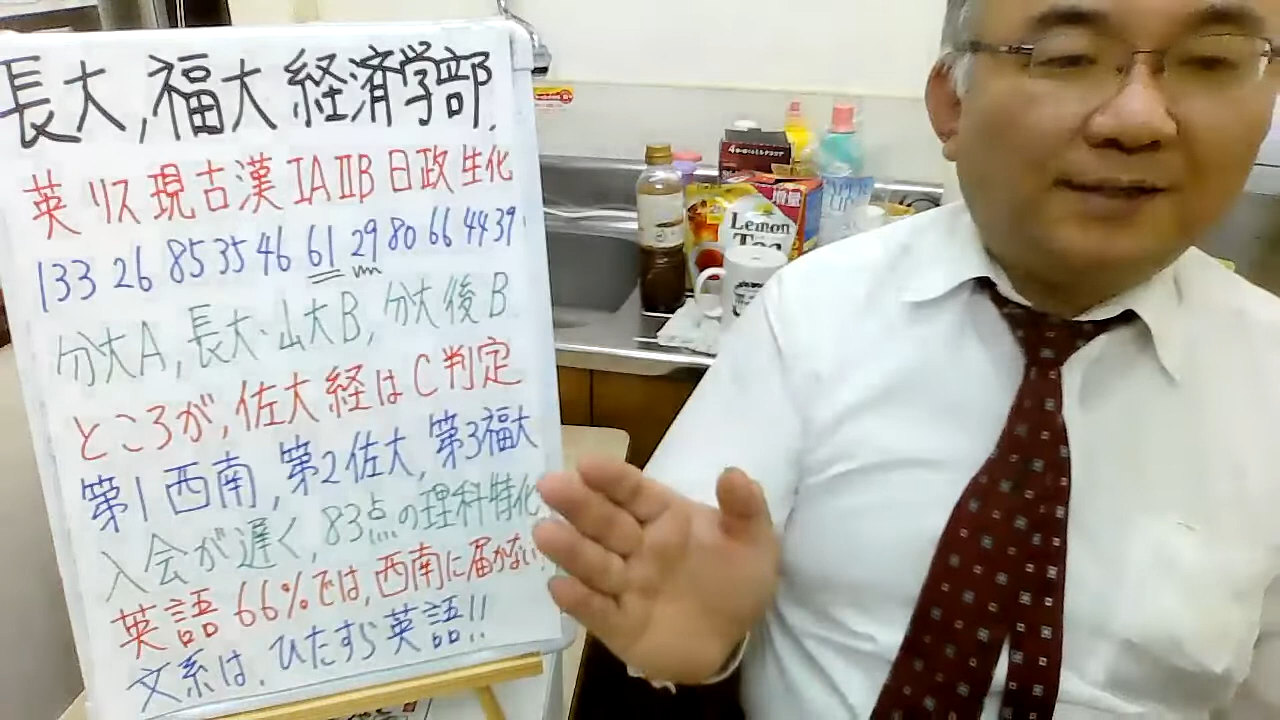 長大,福大経済学部.
英 リス 現 古 漢 IA IIB 日 政 生 化
133 26 85 35 46 61 29 80 66 44 39
分大A,長大・山大B,分大後B
ところが,佐大経はC判定
第1西南,第2佐大,第3福大
入会が遅く,83点の理科特化
英語66%では,西南に届かない!
文系は.ひたすら英語!!
Lemon
Tea
増量